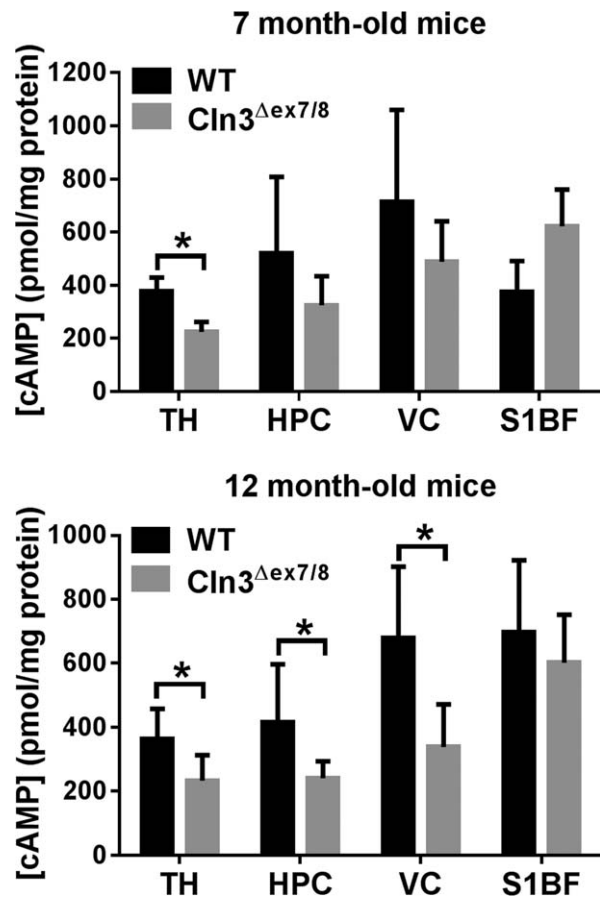 7 month-old mice
[cAMP] (pmol/mg protein)
1200
1000
800
600
400
200
0
WT
Cln3Δex7/8
*
TH HPC VC S1BF
12 month-old mice
[cAMP] (pmol/mg protein)
1000
800
600
400
200
0
WT
Cln3Δex7/8
*
*
*
TH HPC VC S1BF